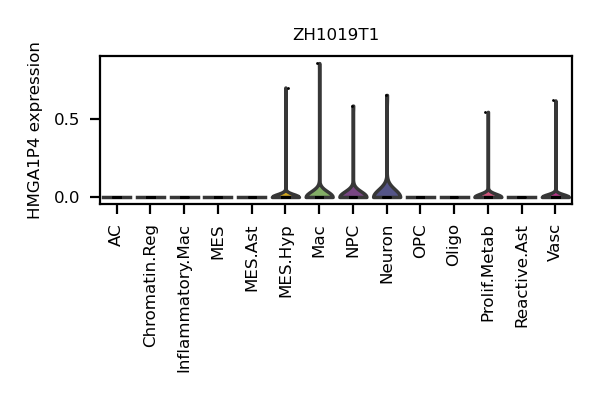 ZH1019T1
HMGA1P4 expression
0.5
0.0
AC
Chromatin.Reg
Inflammatory.Mac
MES
MES.Ast
MES.Hyp
Mac
NPC
Neuron
OPC
Oligo
Prolif.Metab
Reactive.Ast
Vasc